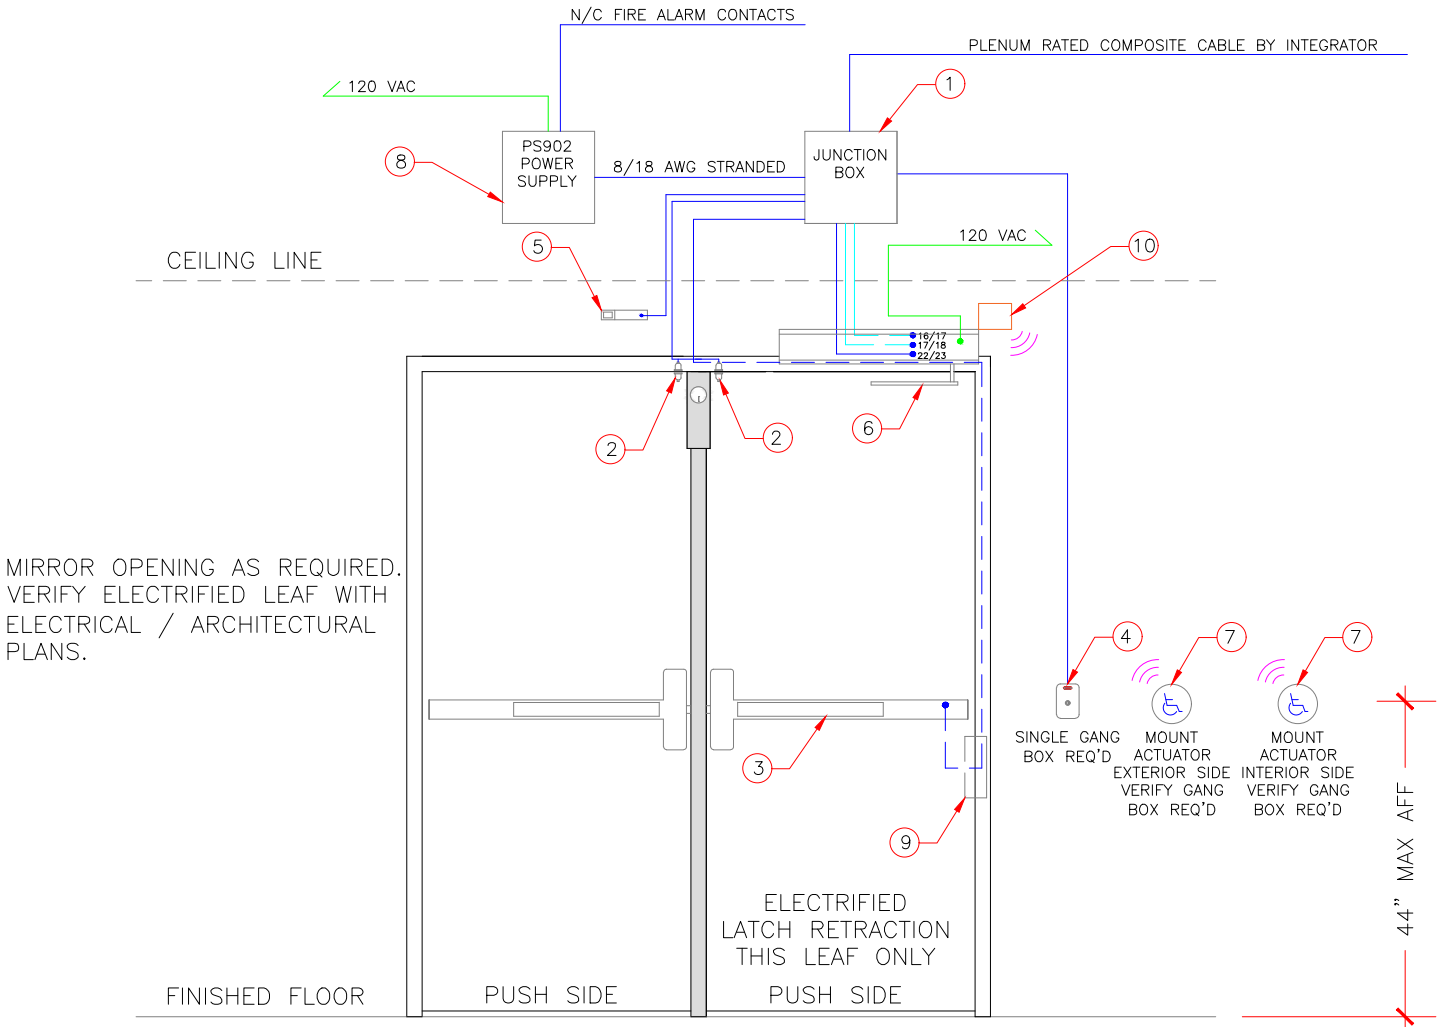 N/C FIRE ALARM CONTACTS
PLENUM RATED COMPOSITE CABLE BY INTEGRATOR
120 VAC
1
PS902
POWER
SUPPLY
8
8/18 AWG STRANDED
JUNCTION
BOX
5
120 VAC
10
CEILING LINE
16/17
17/18
22/23
2
2
6
MIRROR OPENING AS REQUIRED.
VERIFY ELECTRIFIED LEAF WITH
ELECTRICAL / ARCHITECTURAL
PLANS.
4
7
7
SINGLE GANG
BOX REQ'D
MOUNT
ACTUATOR
EXTERIOR SIDE
VERIFY GANG
BOX REQ'D
MOUNT
ACTUATOR
INTERIOR SIDE
VERIFY GANG
BOX REQ'D
3
9
44" MAX AFF
ELECTRIFIED
LATCH RETRACTION
THIS LEAF ONLY
FINISHED FLOOR
PUSH SIDE
PUSH SIDE